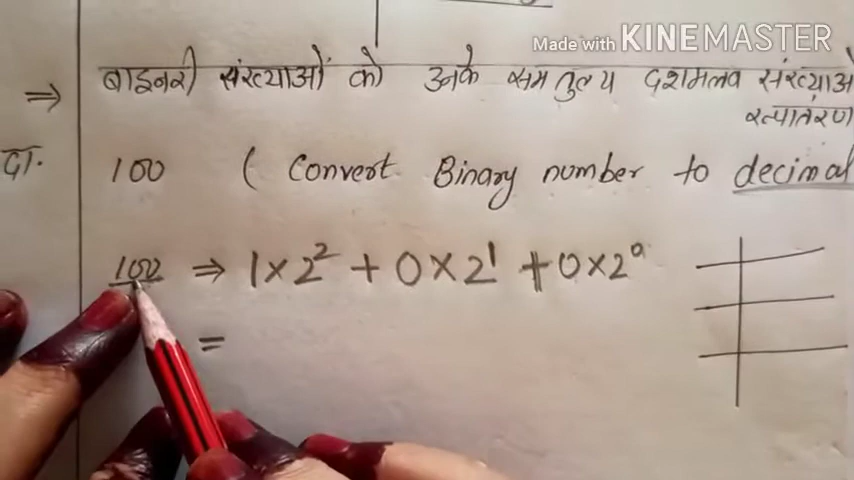 Made with KINEMASTER
⇒ बाइनरी संख्याओं को उनके समतुल्य दशमलव संख्याओ
रूपातंरण
100 ( Convert Binary number to decimal
100 ⇒ 1×2² + 0×2¹ + 0×2⁰
=